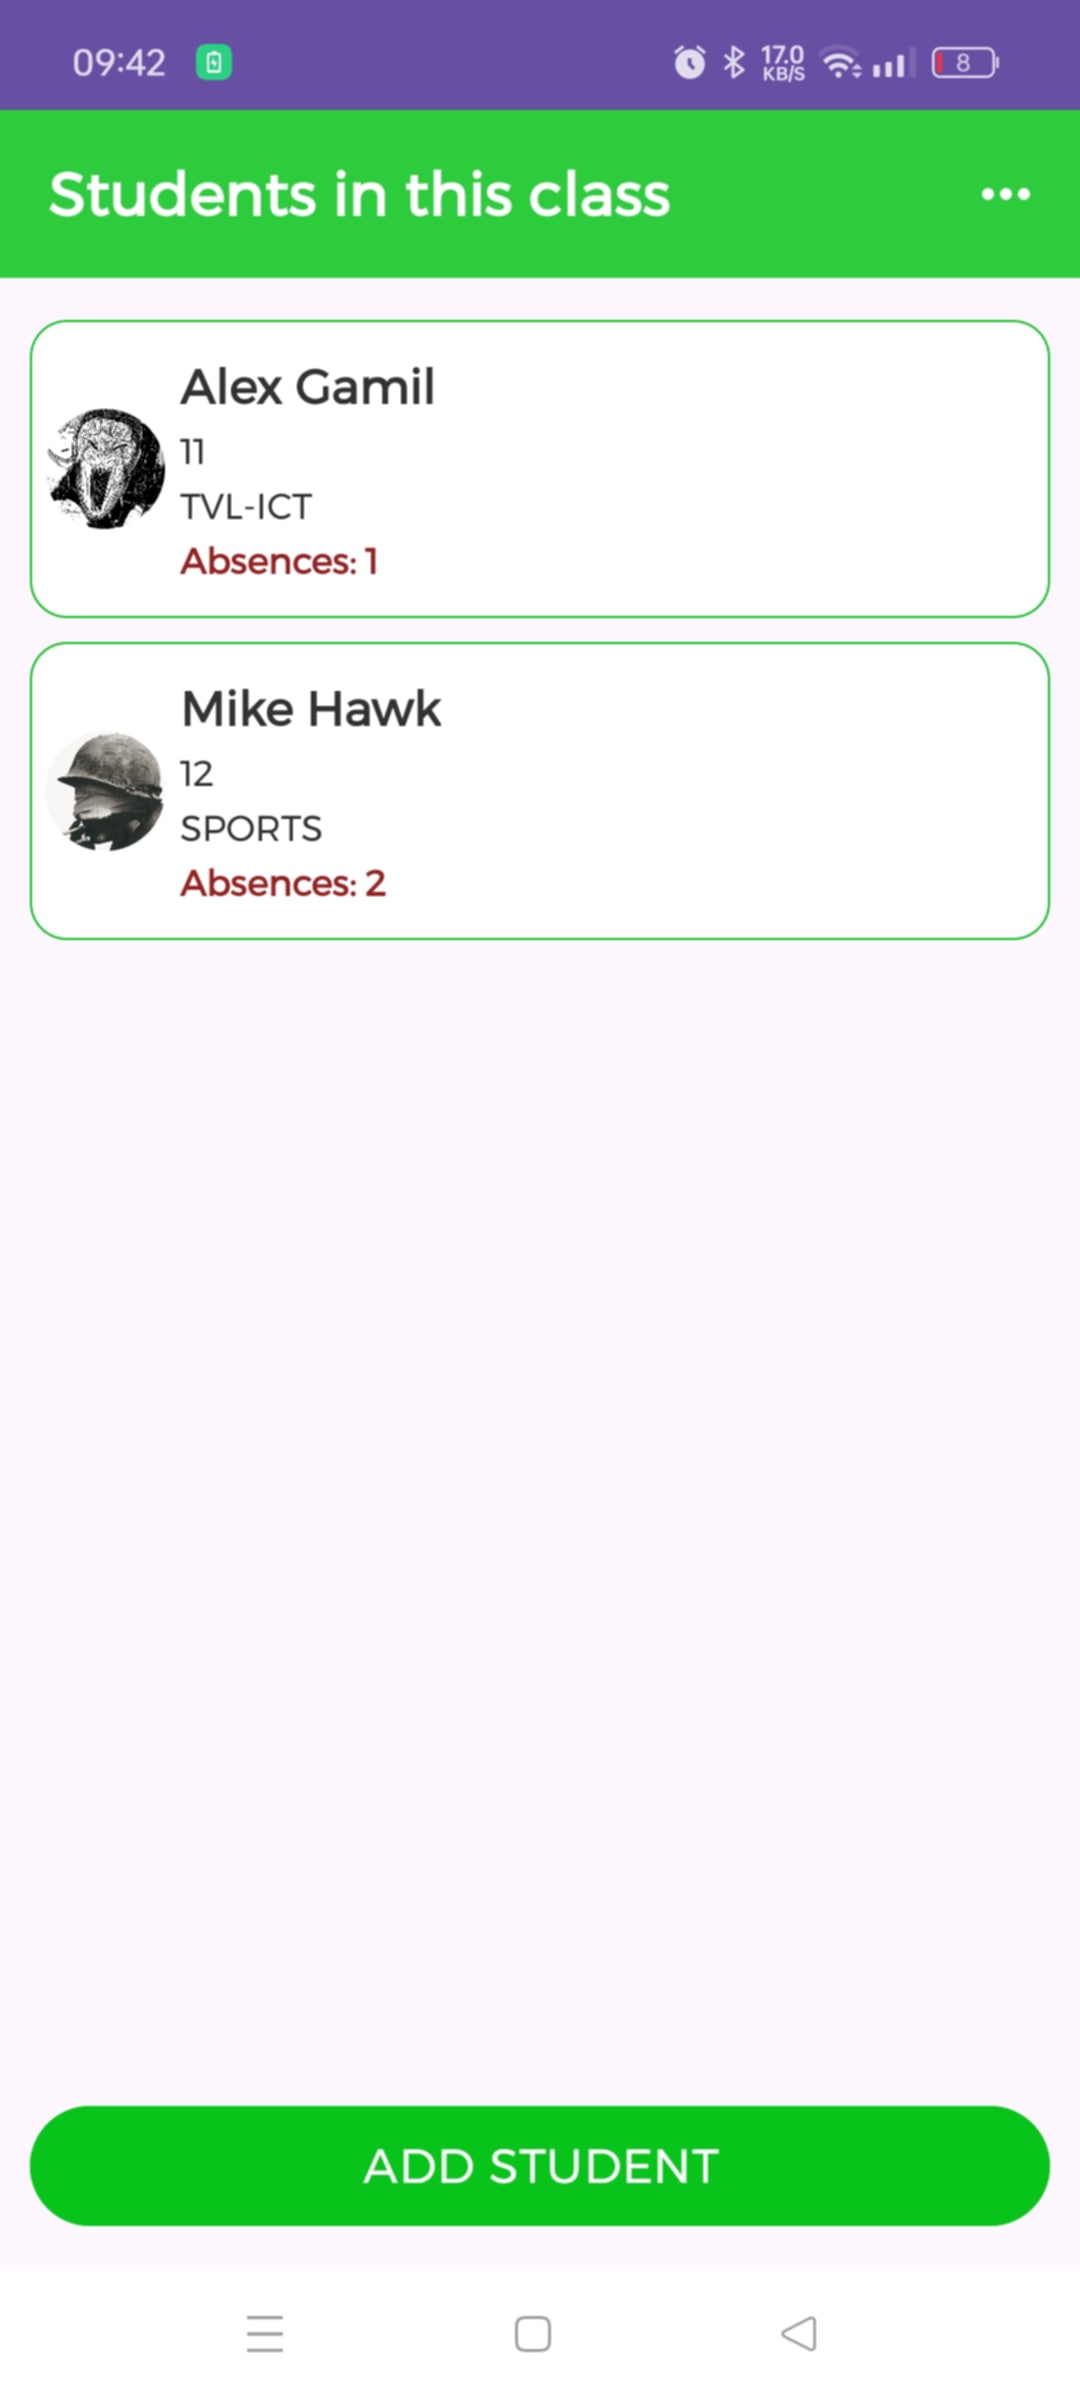 09:42
17.0
KB/S
8
Students in this class
Alex Gamil
11
TVL-ICT
Absences: 1
Mike Hawk
12
SPORTS
Absences: 2
ADD STUDENT